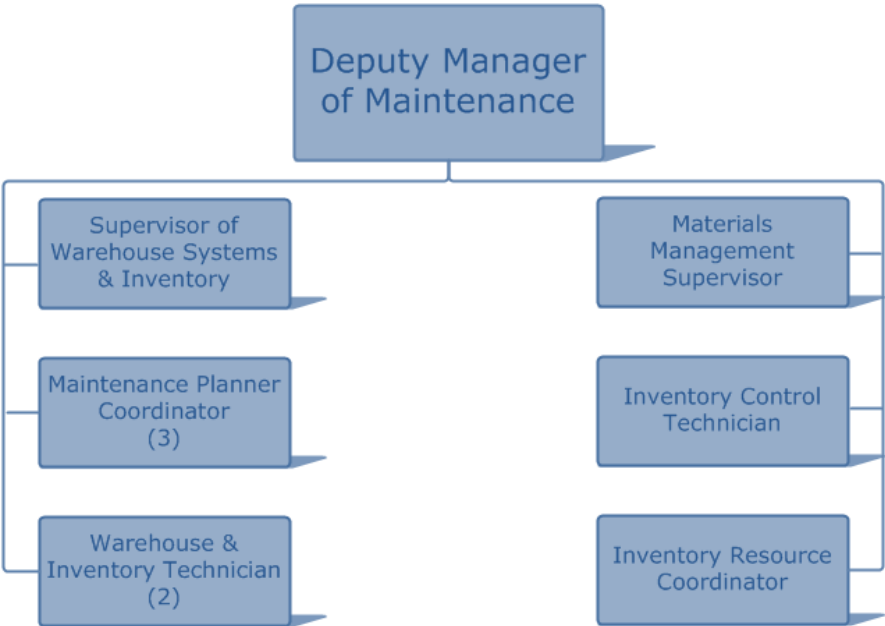 Deputy Manager
of Maintenance
Supervisor of
Warehouse Systems
& Inventory
Maintenance Planner
Coordinator
(3)
Warehouse &
Inventory Technician
(2)
Materials
Management
Supervisor
Inventory Control
Technician
Inventory Resource
Coordinator